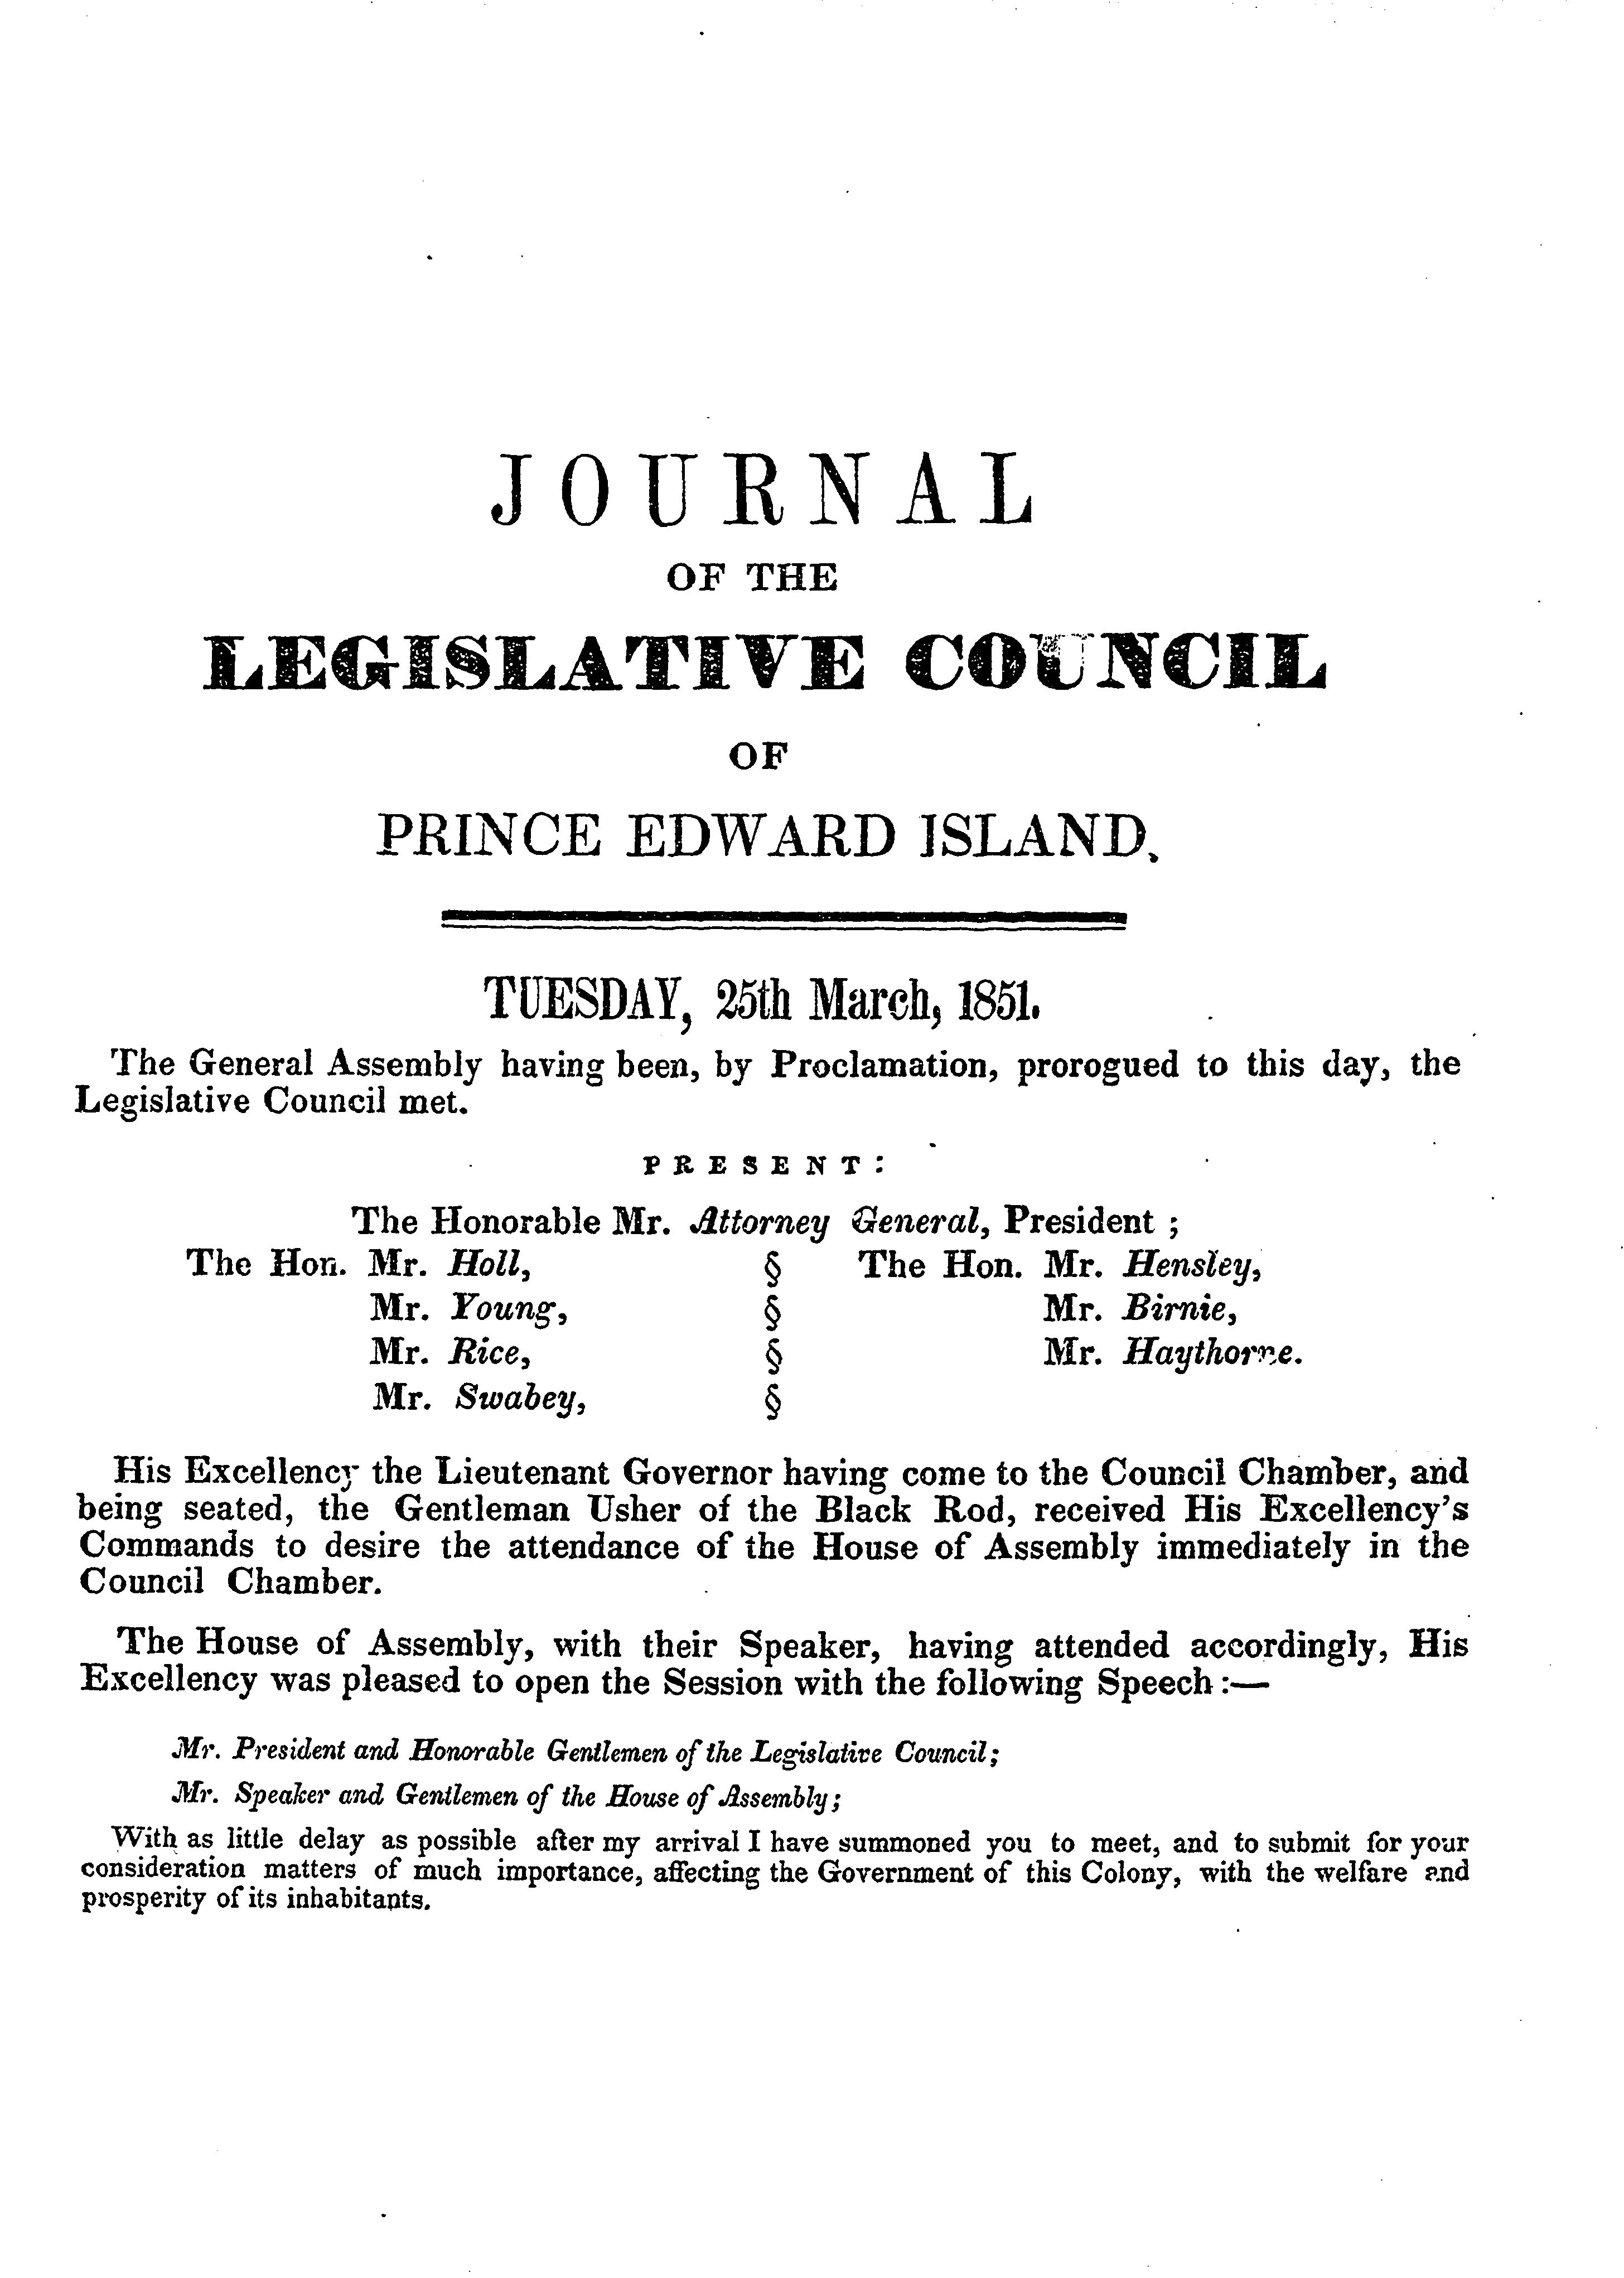 JOURNAL
OF THE
LEGISLATIVE COUNCIL
OF
PRINCE EDWARD ISLAND.
TUESDAY, 25th March, 1851.
The General Assembly having been, by Proclamation, prorogued to this day, the
Legislative Council met.
PRESENT:
The Honorable Mr. Attorney General, President ;
The Hon. Mr. Holl, § The Hon. Mr. Hensley,
Mr. Young, § Mr. Birnie,
Mr. Rice, § Mr. Haythorne.
Mr. Swabey, §
His Excellency the Lieutenant Governor having come to the Council Chamber, and
being seated, the Gentleman Usher of the Black Rod, received His Excellency's
Commands to desire the attendance of the House of Assembly immediately in the
Council Chamber.
The House of Assembly, with their Speaker, having attended accordingly, His
Excellency was pleased to open the Session with the following Speech :—
Mr. President and Honorable Gentlemen of the Legislative Council;
Mr. Speaker and Gentlemen of the House of Assembly;
With as little delay as possible after my arrival I have summoned you to meet, and to submit for your
consideration matters of much importance, affecting the Government of this Colony, with the welfare and
prosperity of its inhabitants.